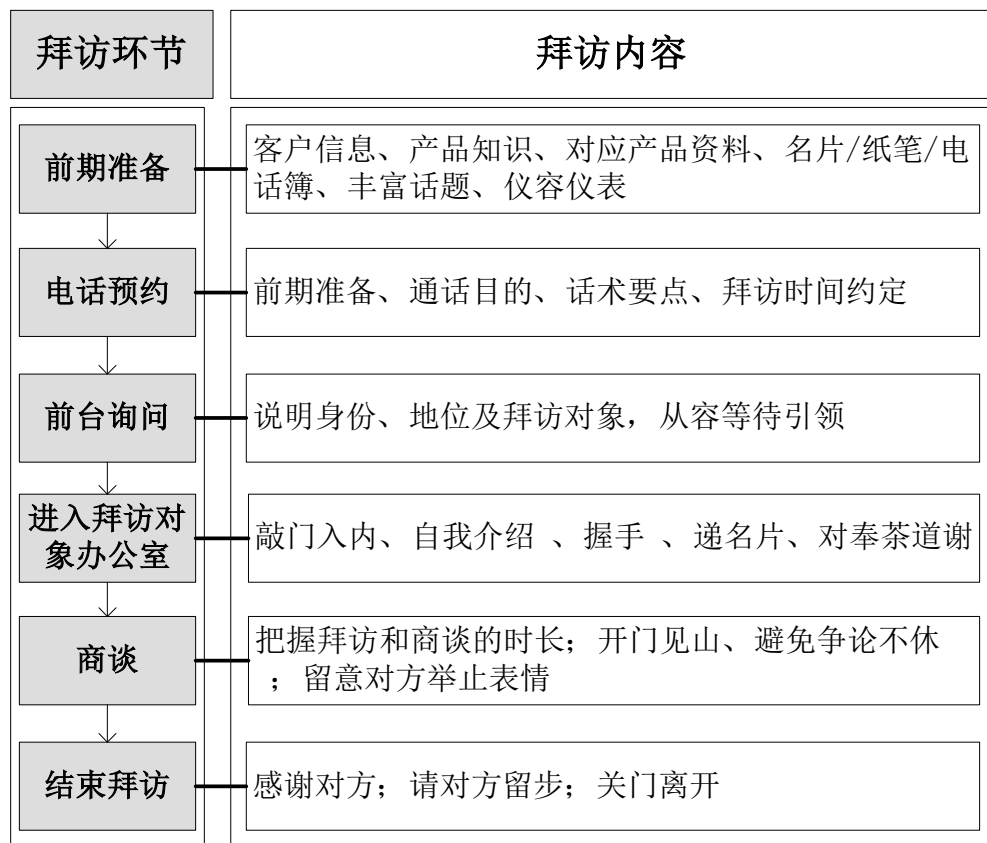 拜访环节
拜访内容
前期准备
客户信息、产品知识、对应产品资料、名片/纸笔/电
话簿、丰富话题、仪容仪表
电话预约
前期准备、通话目的、话术要点、拜访时间约定
前台询问
说明身份、地位及拜访对象，从容等待引领
进入拜访对
象办公室
敲门入内、自我介绍 、握手 、递名片、对奉茶道谢
商谈
把握拜访和商谈的时长；开门见山、避免争论不休
；留意对方举止表情
结束拜访
感谢对方；请对方留步；关门离开